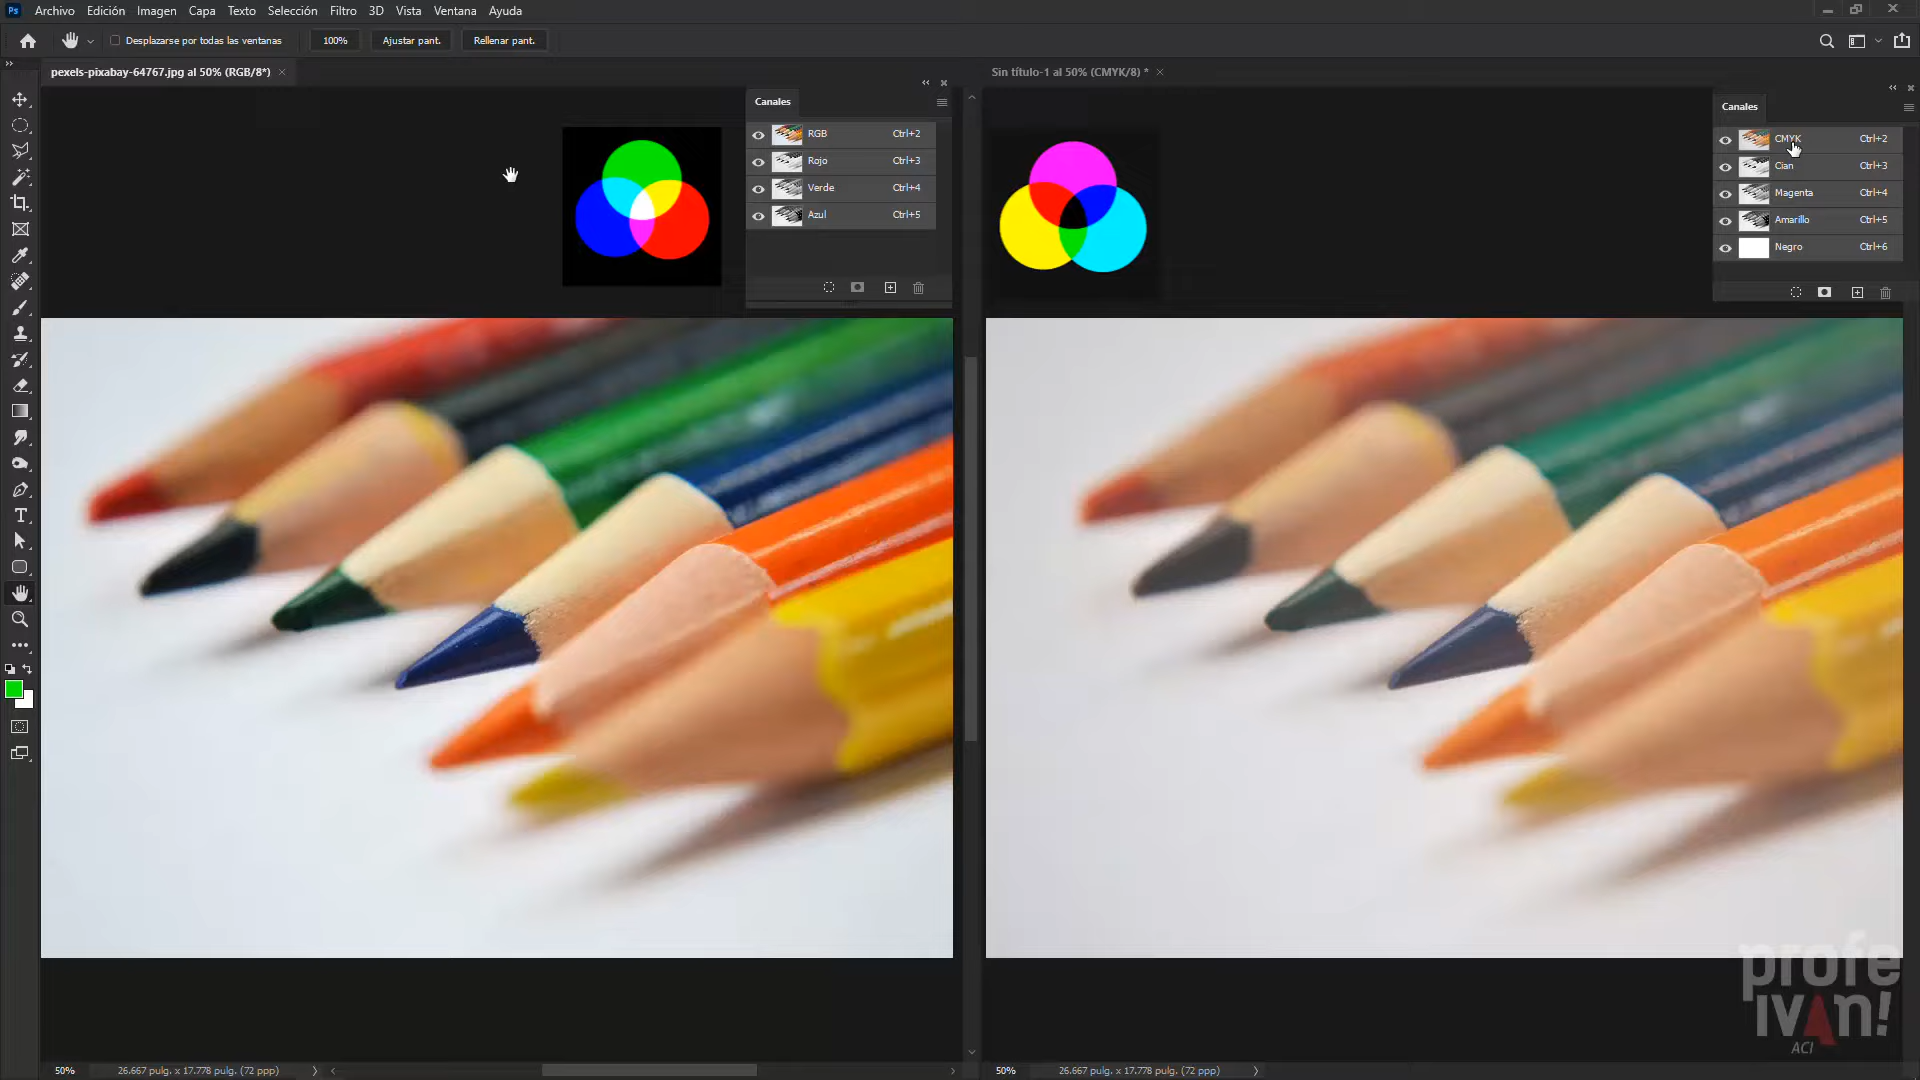 Ps Archivo Edición Imagen Capa Texto Selección Filtro 3D Vista Ventana Ayuda
Desplazarse por todas las ventanas 100% Ajustar pant. Rellenar pant.
pexels-pixabay-64767.jpg al 50% (RGB/8*)
Sin título-1 al 50% (CMYK/8) *
Canales
RGB Ctrl+2
Rojo Ctrl+3
Verde Ctrl+4
Azul Ctrl+5
Canales
CMYK Ctrl+2
Cian Ctrl+3
Magenta Ctrl+4
Amarillo Ctrl+5
Negro Ctrl+6
profe
iván!
ACI
50% 26.667 pulg. x 17.778 pulg. (72 ppp)
50% 26.667 pulg. x 17.778 pulg. (72 ppp)